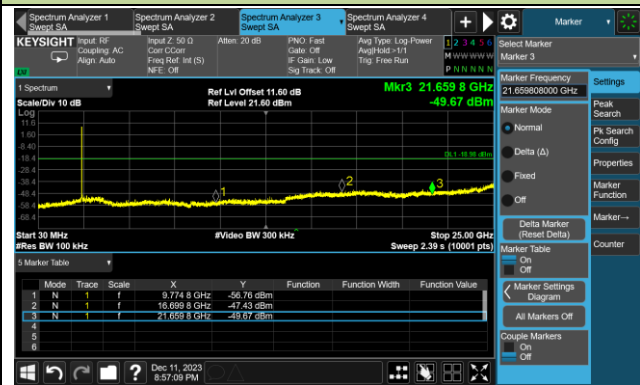 Spectrum Analyzer 1
Swept SA
Spectrum Analyzer 2
Swept SA
Spectrum Analyzer 3
Swept SA
Spectrum Analyzer 4
Swept SA
Marker
KEYSIGHT
Input: RF
Coupling: AC
Align: Auto
Input Z: 50 Ω
Corr CCorr
Freq Ref: Int (S)
NFE: Off
Atten: 20 dB
PNO: Fast
Gate: Off
IF Gain: Low
Sig Track: Off
Avg Type: Log-Power
Avg|Hold:>1/1
Trig: Free Run
1 2 3 4 5 6
M W W W W W
P N N N N N
Select Marker
Marker 3
1 Spectrum
Scale/Div 10 dB
Ref Lvl Offset 11.60 dB
Ref Level 21.60 dBm
Mkr3 21.659 8 GHz
-49.67 dBm
Log
11.6
1.60
-8.40
-18.4
-28.4
-38.4
-48.4
-58.4
-68.4
DL1 -18.98 dBm
1
2
3
Start 30 MHz
#Res BW 100 kHz
#Video BW 300 kHz
Stop 25.00 GHz
Sweep 2.39 s (10001 pts)
5 Marker Table
Mode Trace Scale X Y Function Function Width Function Value
1 N 1 f 9.774 8 GHz -56.76 dBm
2 N 1 f 16.699 8 GHz -47.43 dBm
3 N 1 f 21.659 8 GHz -49.67 dBm
4
5
6
Marker Frequency
21.659808000 GHz
Marker Mode
Normal
Delta (Δ)
Fixed
Off
Delta Marker
(Reset Delta)
Marker Table
On
Off
Marker Settings
Diagram
All Markers Off
Couple Markers
On
Off
Settings
Peak
Search
Pk Search
Config
Properties
Marker
Function
Marker→
Counter
Dec 11, 2023
8:57:09 PM